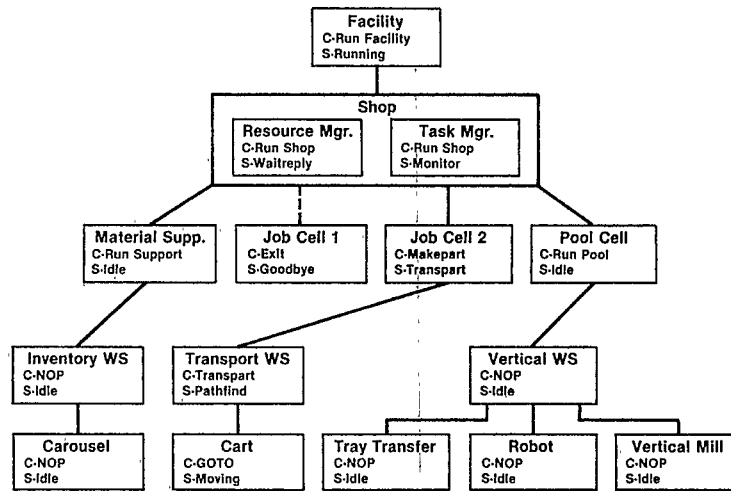 Facility
C-Run Facility
S-Running
Shop
Resource Mgr.
C-Run Shop
S-Waitreply
Task Mgr.
C-Run Shop
S-Monitor
Material Supp.
C-Run Support
S-Idle
Job Cell 1
C-Exit
S-Goodbye
Job Cell 2
C-Makepart
S-Transpart
Pool Cell
C-Run Pool
S-Idle
Inventory WS
C-NOP
S-Idle
Transport WS
C-Transpart
S-Pathfind
Vertical WS
C-NOP
S-Idle
Carousel
C-NOP
S-Idle
Cart
C-GOTO
S-Moving
Tray Transfer
C-NOP
S-Idle
Robot
C-NOP
S-Idle
Vertical Mill
C-NOP
S-Idle